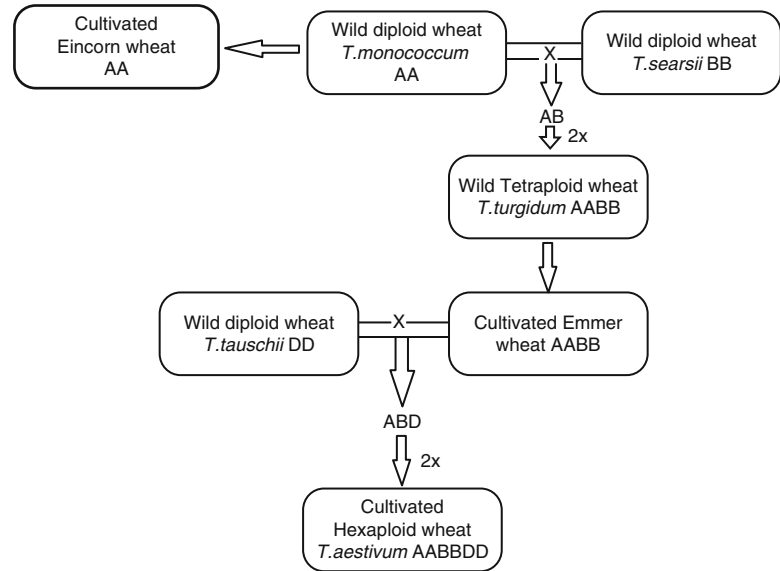 Cultivated
Eincorn wheat
AA
Wild diploid wheat
T.monococcum
AA
X
Wild diploid wheat
T.searsii BB
AB
2x
Wild Tetraploid wheat
T.turgidum AABB
Wild diploid wheat
T.tauschii DD
X
Cultivated Emmer
wheat AABB
ABD
2x
Cultivated
Hexaploid wheat
T.aestivum AABBDD